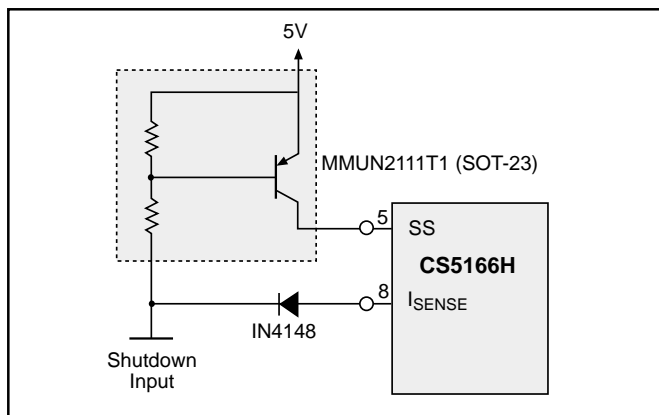 5V
MMUN2111T1 (SOT-23)
5
SS
CS5166H
8
ISENSE
IN4148
Shutdown
Input